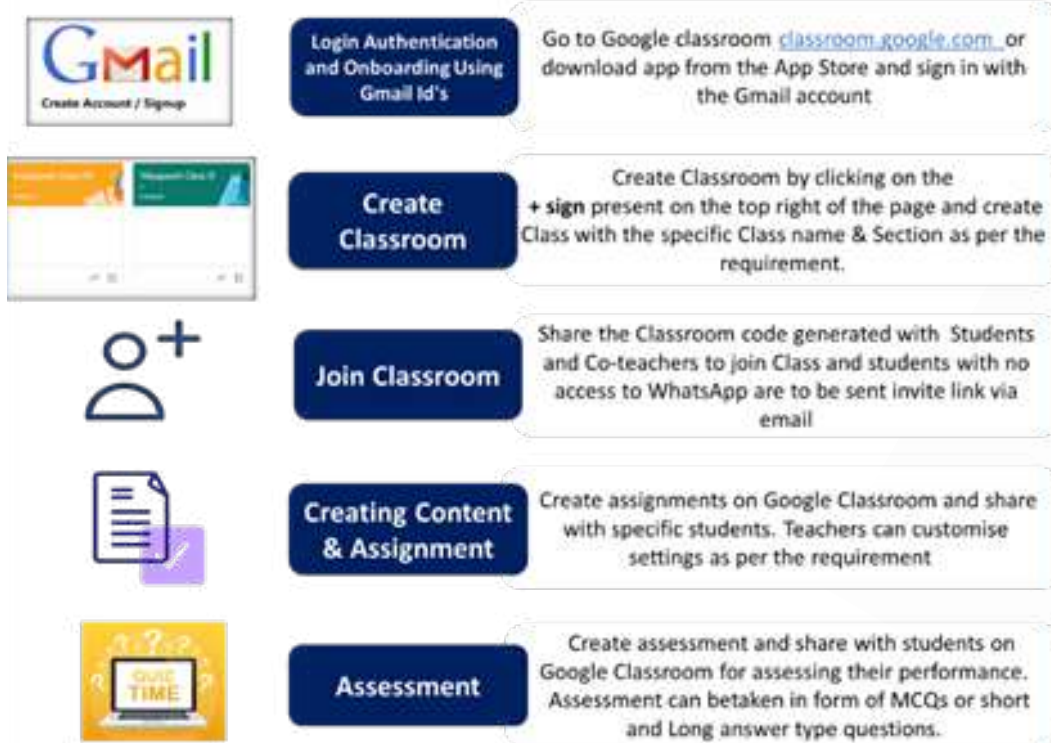 Gmail
Create Account / Signup
Login Authentication
and Onboarding Using
Gmail Id's
Go to Google classroom classroom.google.com or
download app from the App Store and sign in with
the Gmail account
Create
Classroom
Create Classroom by clicking on the
+ sign present on the top right of the page and create
Class with the specific Class name & Section as per the
requirement.
Join Classroom
Share the Classroom code generated with Students
and Co-teachers to join Class and students with no
access to WhatsApp are to be sent invite link via
email
Creating Content
& Assignment
Create assignments on Google Classroom and share
with specific students. Teachers can customise
settings as per the requirement
QUIZ
TIME
Assessment
Create assessment and share with students on
Google Classroom for assessing their performance.
Assessment can betaken in form of MCQs or short
and Long answer type questions.